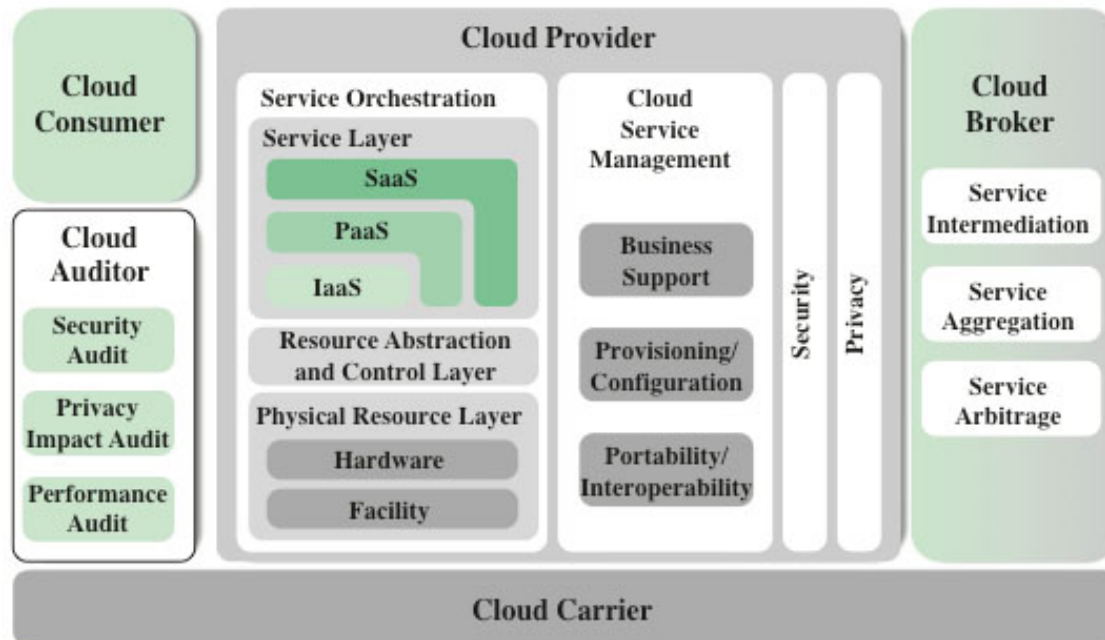 Cloud
Consumer
Cloud
Auditor
Security
Audit
Privacy
Impact Audit
Performance
Audit
Cloud Provider
Service Orchestration
Service Layer
SaaS
PaaS
IaaS
Resource Abstraction
and Control Layer
Physical Resource Layer
Hardware
Facility
Cloud
Service
Management
Business
Support
Provisioning/
Configuration
Portability/
Interoperability
Security
Privacy
Cloud
Broker
Service
Intermediation
Service
Aggregation
Service
Arbitrage
Cloud Carrier